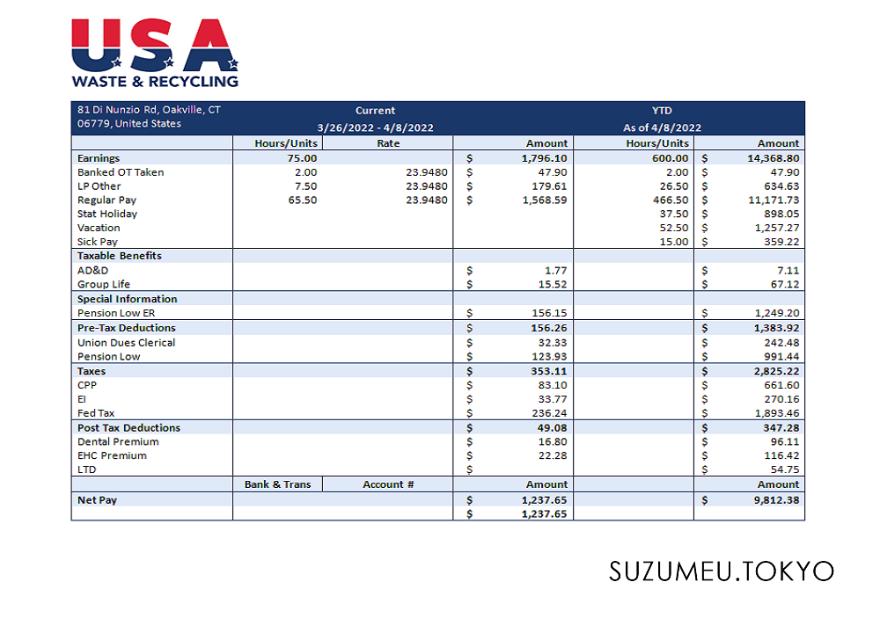 USA
WASTE & RECYCLING
81 Di Nunzio Rd, Oakville, CT Current YTD
06779, United States 3/26/2022 - 4/8/2022 As of 4/8/2022
Hours/Units Rate Amount Hours/Units Amount
Earnings 75.00 $ 1,796.10 600.00 $ 14,368.80
Banked OT Taken 2.00 23.9480 $ 47.90 2.00 $ 47.90
LP Other 7.50 23.9480 $ 179.61 26.50 $ 634.63
Regular Pay 65.50 23.9480 $ 1,568.59 466.50 $ 11,171.73
Stat Holiday 37.50 $ 898.05
Vacation 52.50 $ 1,257.27
Sick Pay 15.00 $ 359.22
Taxable Benefits
AD&D $ 1.77 $ 7.11
Group Life $ 15.52 $ 67.12
Special Information
Pension Low ER $ 156.15 $ 1,249.20
Pre-Tax Deductions $ 156.26 $ 1,383.92
Union Dues Clerical $ 32.33 $ 242.48
Pension Low $ 123.93 $ 991.44
Taxes $ 353.11 $ 2,825.22
CPP $ 83.10 $ 661.60
EI $ 33.77 $ 270.16
Fed Tax $ 236.24 $ 1,893.46
Post Tax Deductions $ 49.08 $ 347.28
Dental Premium $ 16.80 $ 96.11
EHC Premium $ 22.28 $ 116.42
LTD $ $ 54.75
Bank & Trans Account # Amount Amount
Net Pay $ 1,237.65 $ 9,812.38
$ 1,237.65
SUZUMEU.TOKYO